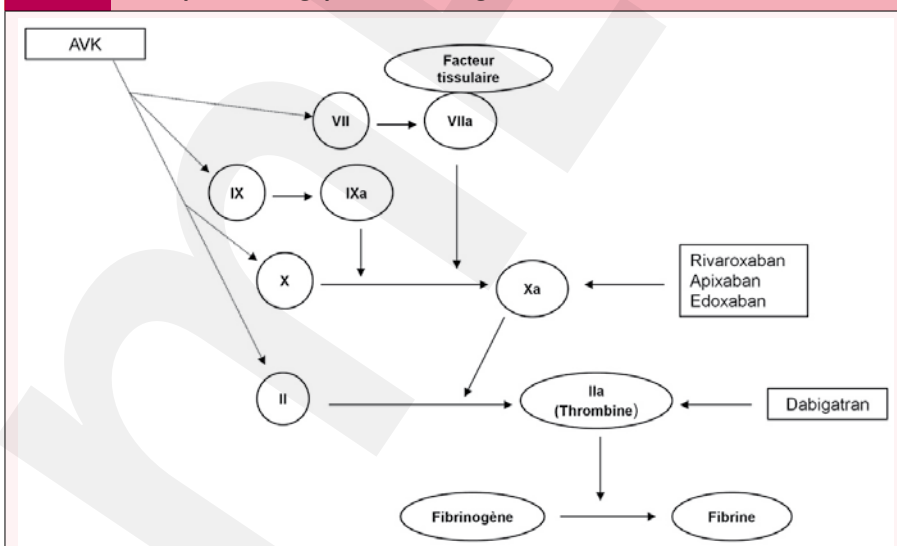 AVK
Facteur
tissulaire
VII
VIIa
IX
IXa
X
Xa
Rivaroxaban
Apixaban
Edoxaban
II
IIa
(Thrombine)
Dabigatran
Fibrinogène
Fibrine